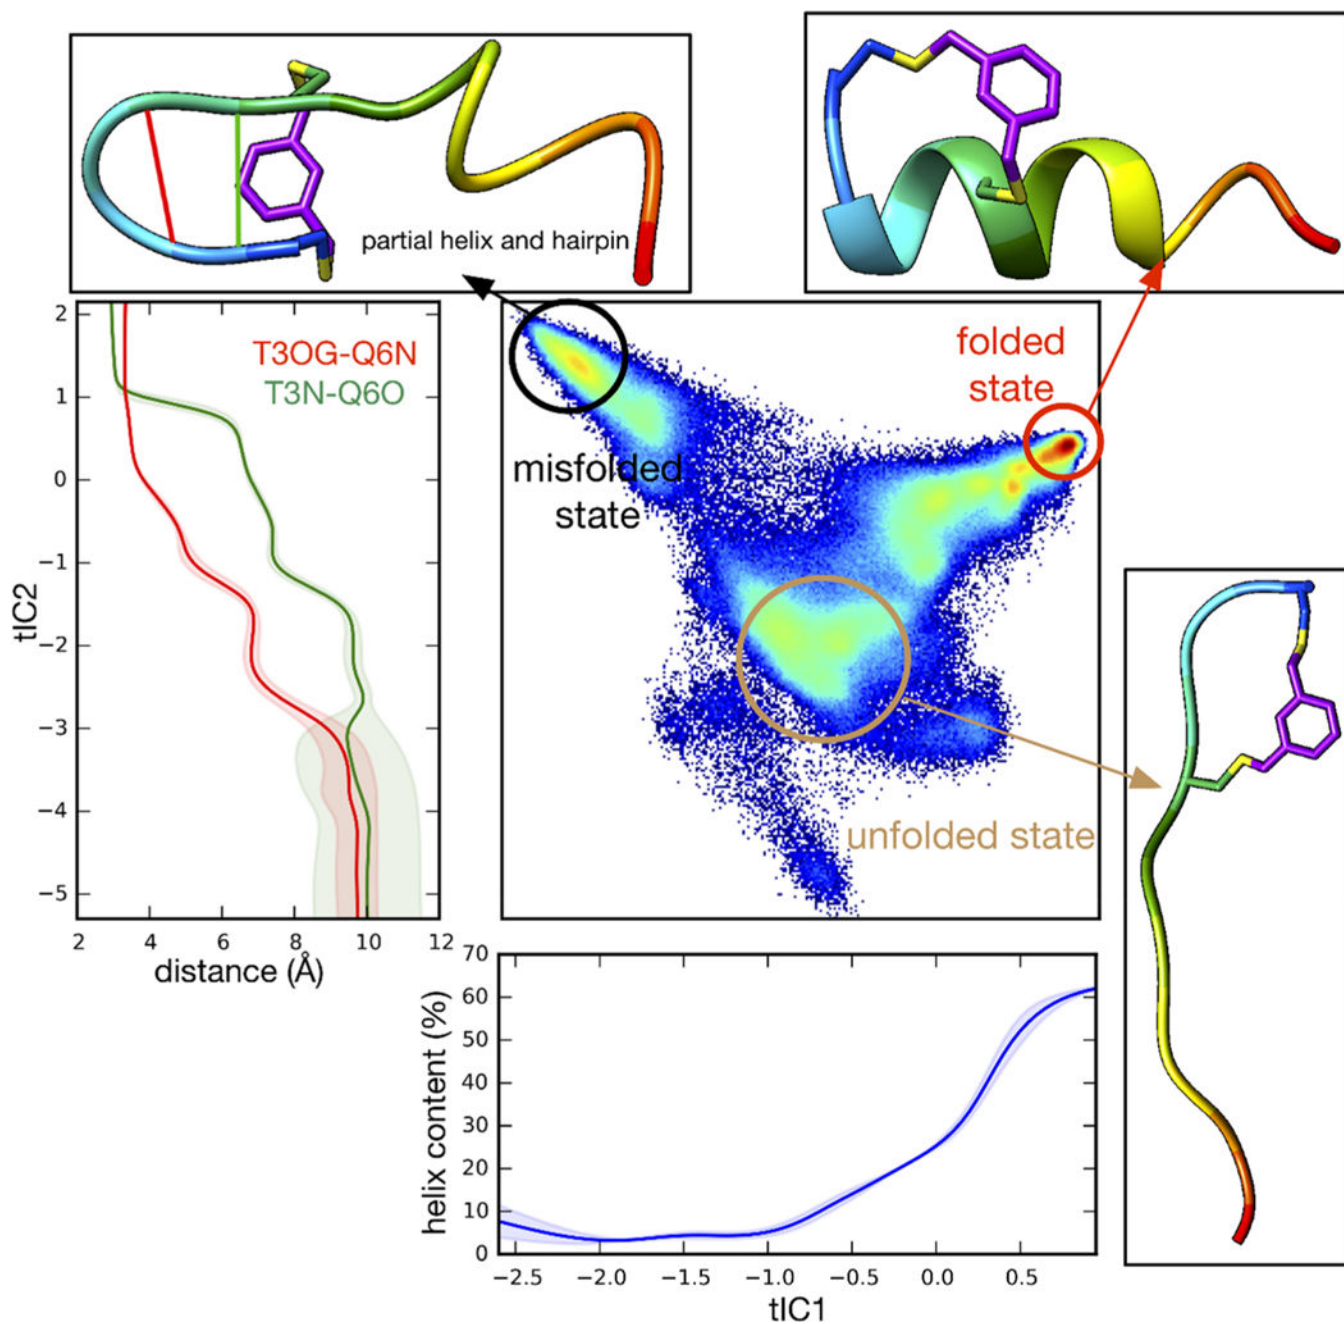 partial helix and hairpin
T3OG-Q6N
T3N-Q6O
folded
state
misfolded
state
unfolded state
2
1
0
−1
−2
−3
−4
−5
tIC2
2 4 6 8 10 12
distance (Å)
70
60
50
40
30
20
10
0
helix content (%)
−2.5 −2.0 −1.5 −1.0 −0.5 0.0 0.5
tIC1